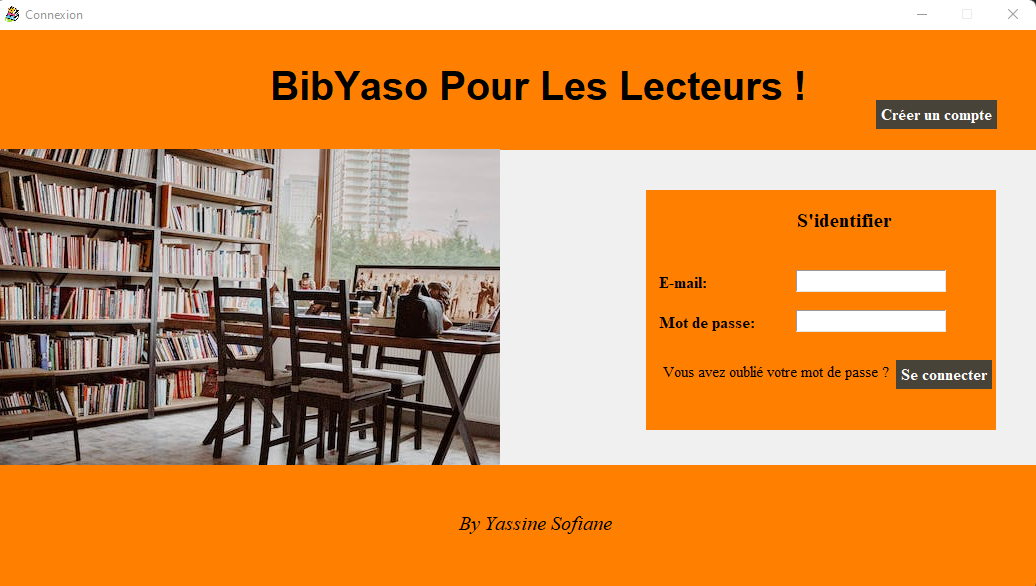 Connexion
BibYaso Pour Les Lecteurs !
Créer un compte
S'identifier
E-mail:
Mot de passe:
Vous avez oublié votre mot de passe ?
Se connecter
By Yassine Sofiane